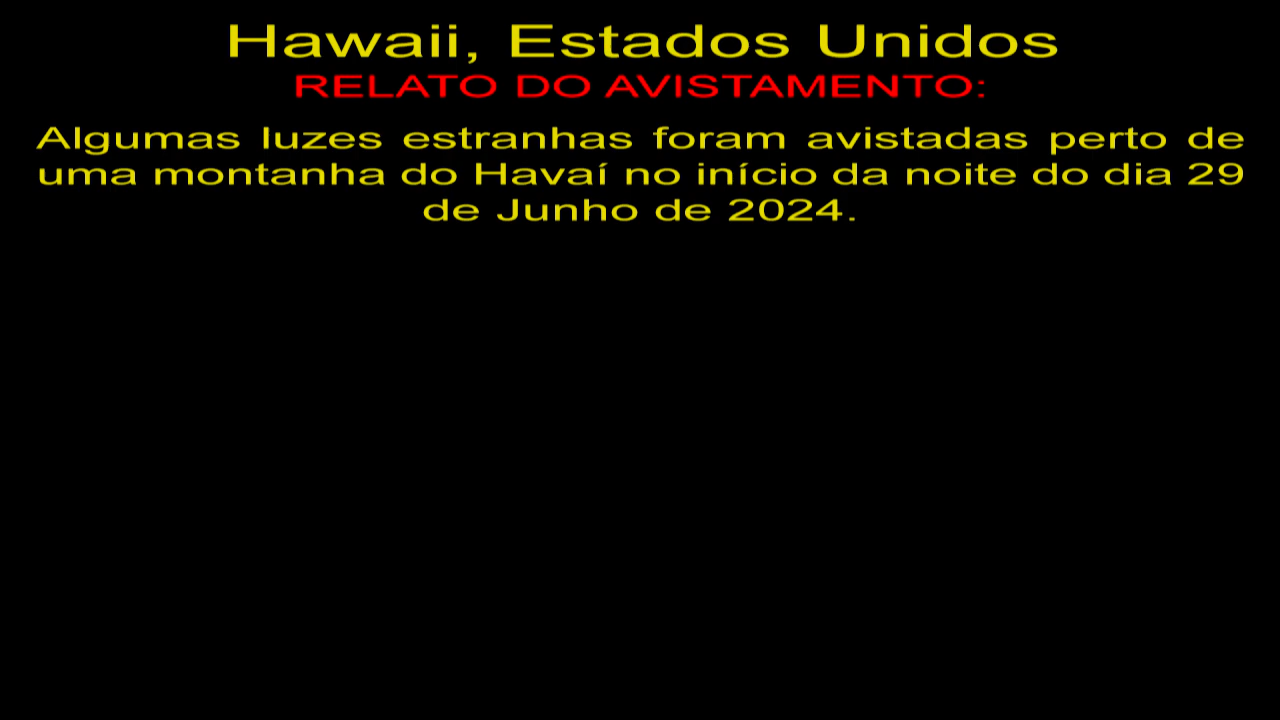 Hawaii, Estados Unidos
RELATO DO AVISTAMENTO:
Algumas luzes estranhas foram avistadas perto de
uma montanha do Havaí no início da noite do dia 29
de Junho de 2024.